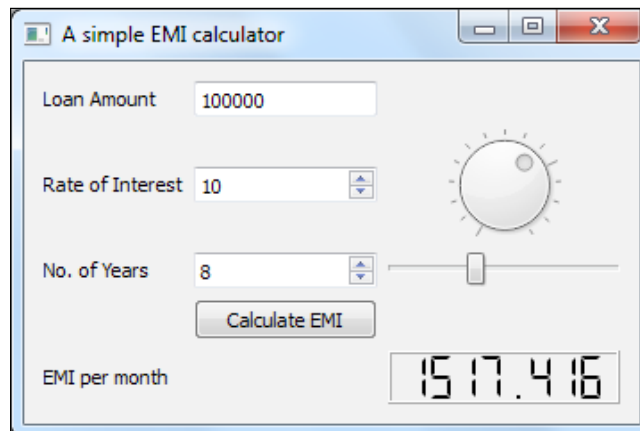 A simple EMI calculator
Loan Amount 100000
Rate of Interest 10
No. of Years 8
Calculate EMI
EMI per month 1517.416